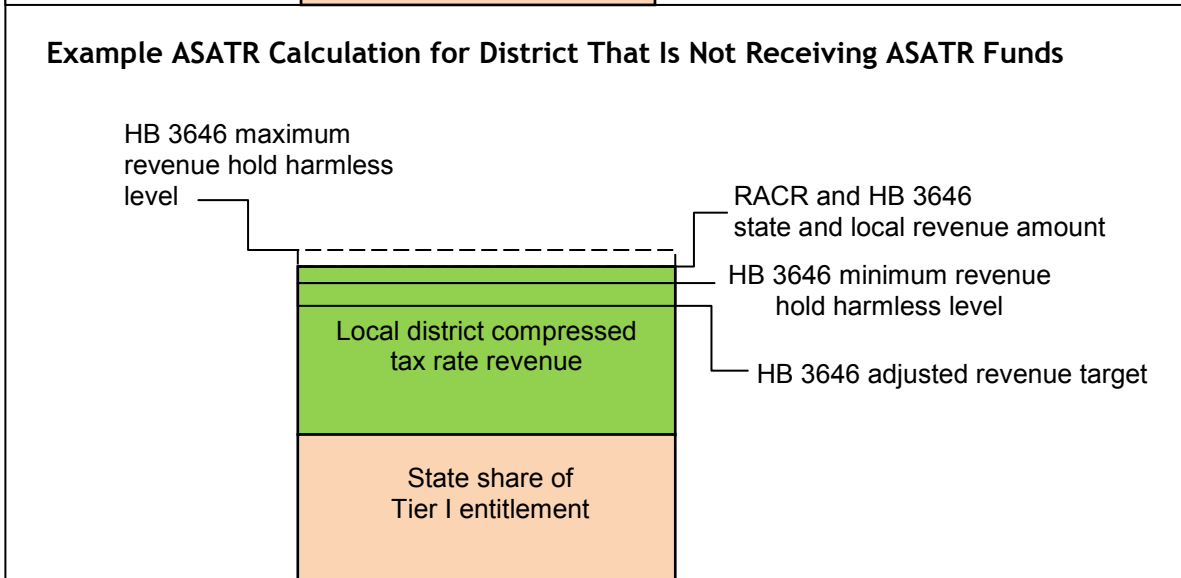 Example ASATR Calculation for District That Is Not Receiving ASATR Funds
HB 3646 maximum
revenue hold harmless
level
RACR and HB 3646
state and local revenue amount
HB 3646 minimum revenue
hold harmless level
HB 3646 adjusted revenue target
Local district compressed
tax rate revenue
State share of
Tier I entitlement